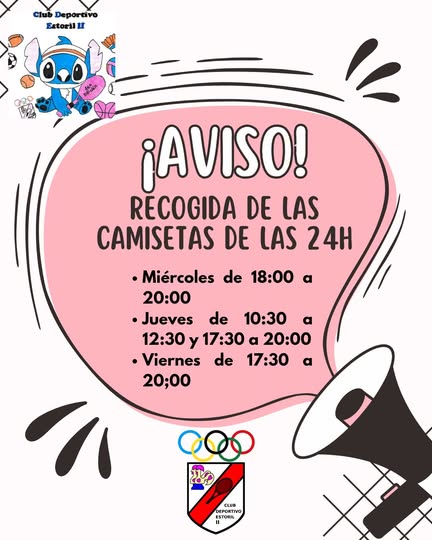 Club Deportivo
Estoril II
¡AVISO!
RECOGIDA DE LAS
CAMISETAS DE LAS 24H
• Miércoles de 18:00 a
20:00
• Jueves de 10:30 a
12:30 y 17:30 a 20:00
• Viernes de 17:30 a
20;00
CLUB
DEPORTIVO
ESTORIL
II